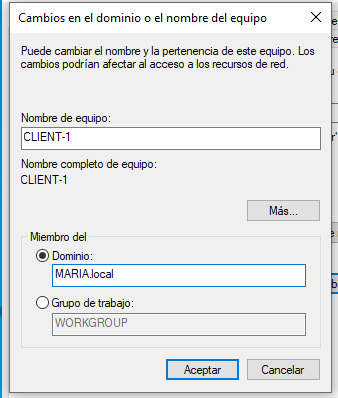 Cambios en el dominio o el nombre del equipo
Puede cambiar el nombre y la pertenencia de este equipo. Los
cambios podrían afectar al acceso a los recursos de red.
Nombre de equipo:
CLIENT-1
Nombre completo de equipo:
CLIENT-1
Más...
Miembro del
Dominio:
MARIA.local
Grupo de trabajo:
WORKGROUP
Aceptar
Cancelar